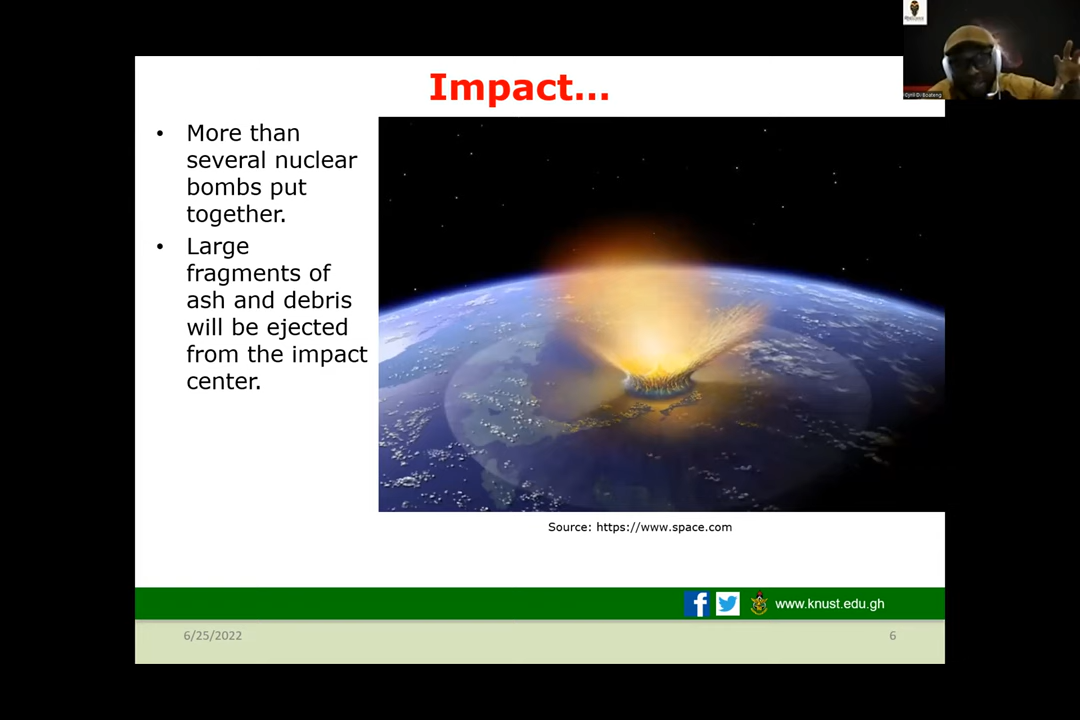 Impact...
• More than
several nuclear
bombs put
together.
• Large
fragments of
ash and debris
will be ejected
from the impact
center.
Source: https://www.space.com
www.knust.edu.gh
6/25/2022
6